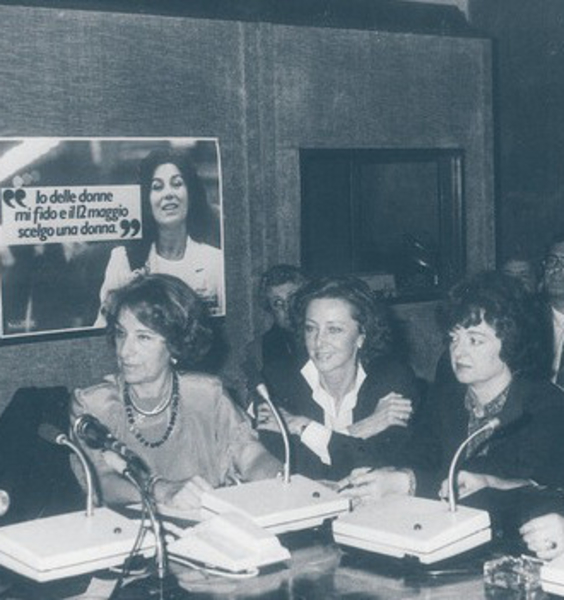 “ Io delle donne
mi fido e il 12 maggio
scelgo una donna. ”